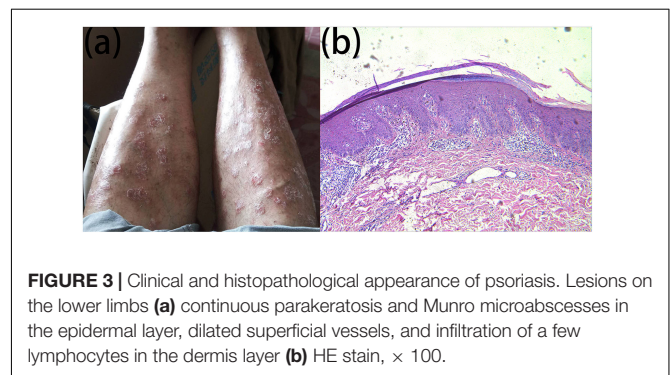 (a)
(b)
FIGURE 3 | Clinical and histopathological appearance of psoriasis. Lesions on
the lower limbs (a) continuous parakeratosis and Munro microabscesses in
the epidermal layer, dilated superficial vessels, and infiltration of a few
lymphocytes in the dermis layer (b) HE stain, × 100.